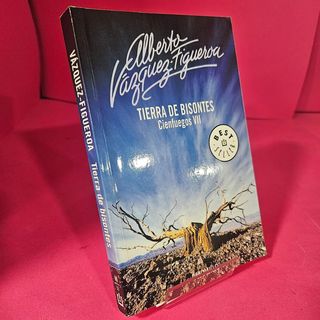 Alberto
Vázquez-Figueroa
TIERRA DE BISONTES
Cienfuegos VII
BEST
SELLER
VÁZQUEZ-FIGUEROA Tierra de bisontes